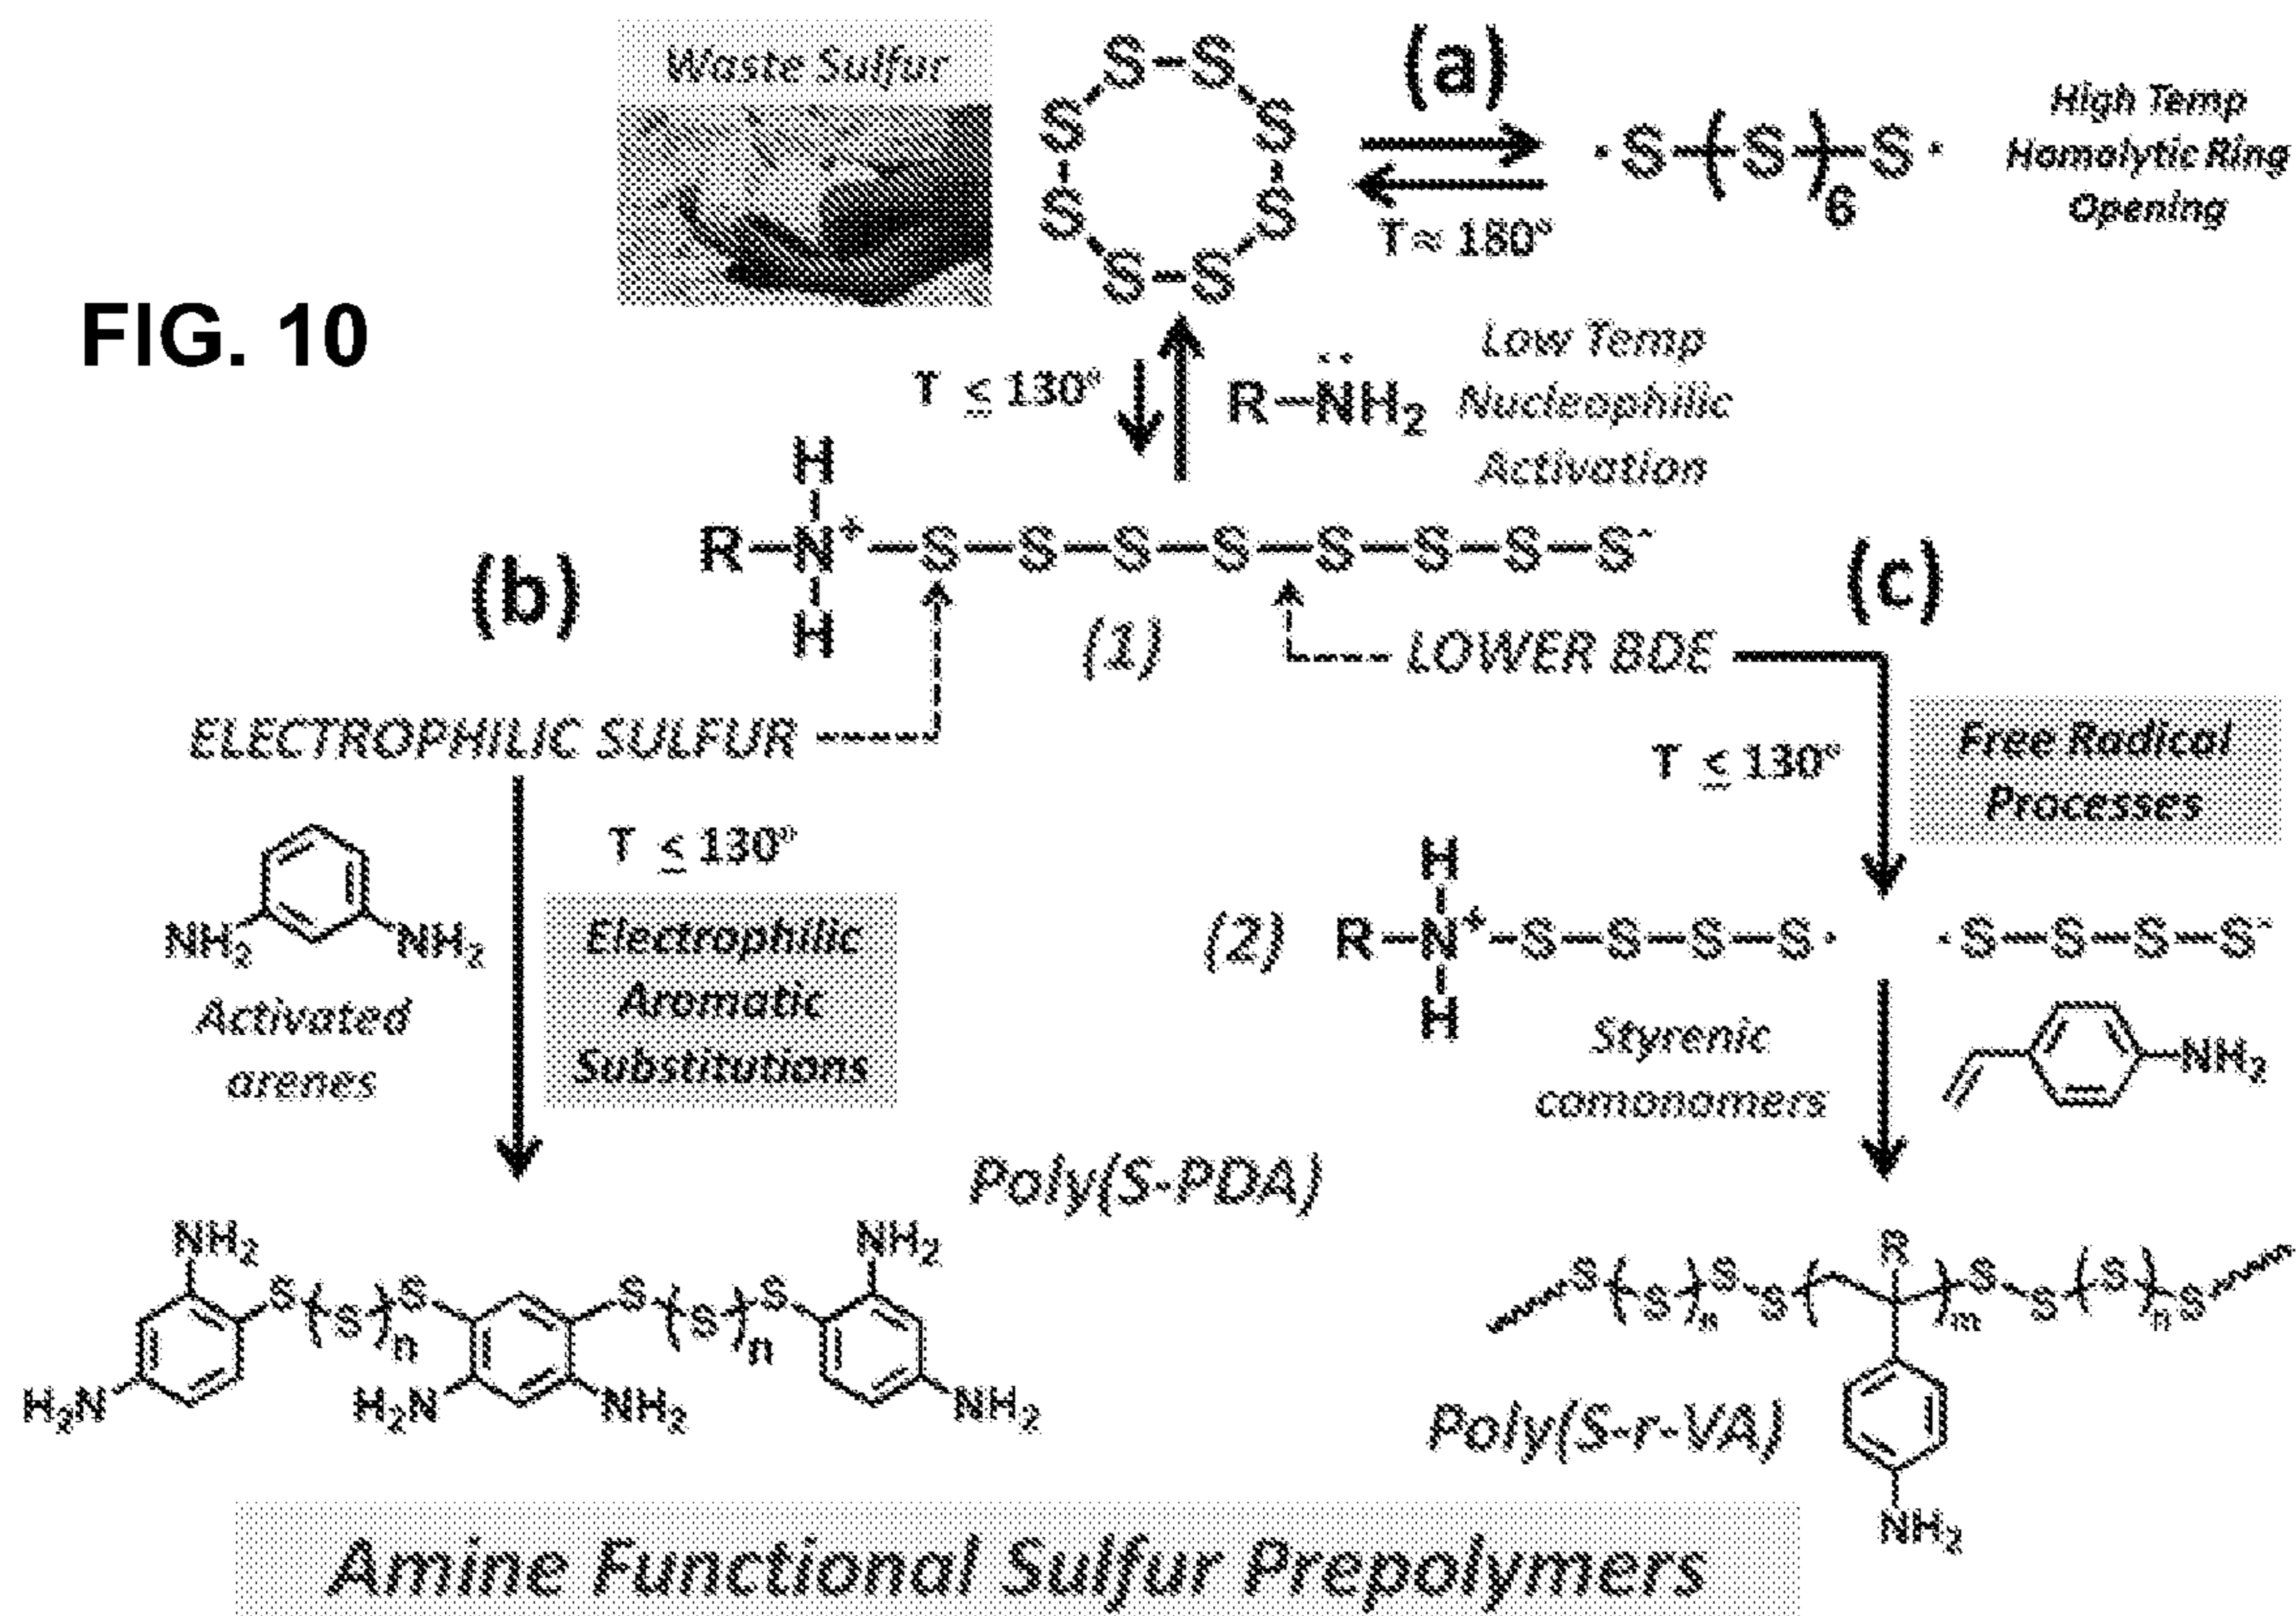 FIG. 10
Waste Sulfur
S-S
S S
S S
S-S
(a)
T ≈ 180°
·S-(S)6-S·
High Temp
Homolytic Ring
Opening
T ≤ 130°
R-NH2
Low Temp
Nucleophilic
Activation
H
R-N+-S-S-S-S-S-S-S-S-
H
(1)
(b)
ELECTROPHILIC SULFUR
(c)
LOWER BDE
T ≤ 130°
Free Radical
Processes
NH2 NH2
Activated
arenes
T ≤ 130°
Electrophilic
Aromatic
Substitutions
H
(2) R-N+-S-S-S-S· ·S-S-S-S-
H
Styrenic
comonomers
NH2
Poly(S-PDA)
NH2 NH2
S (S)n S S (S)n S
H2N H2N NH2 NH2
R
S (S S)n S S ( )m S S (S)n S
Poly(S-r-VA)
NH2
Amine Functional Sulfur Prepolymers